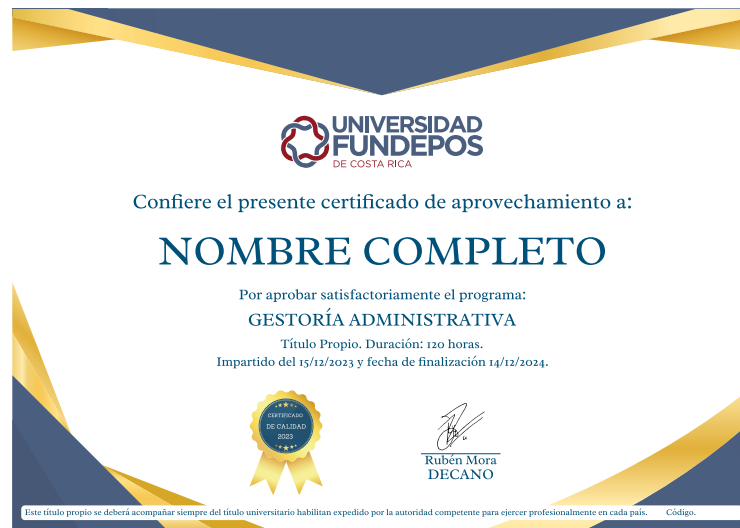 UNIVERSIDAD
FUNDEPOS
DE COSTA RICA
Confiere el presente certificado de aprovechamiento a:
NOMBRE COMPLETO
Por aprobar satisfactoriamente el programa:
GESTORÍA ADMINISTRATIVA
Título Propio. Duración: 120 horas.
Impartido del 15/12/2023 y fecha de finalización 14/12/2024.
CERTIFICADO
DE CALIDAD
2023
Rubén Mora
DECANO
Este título propio se deberá acompañar siempre del título universitario habilitan expedido por la autoridad competente para ejercer profesionalmente en cada país. Código.